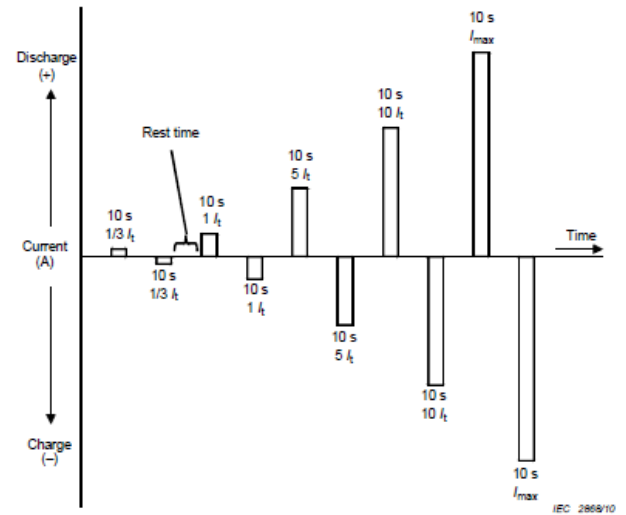 10 s
Imax
Discharge
(+)
10 s
10 It
Rest time
10 s
5 It
10 s
1 It
10 s
1/3 It
Time
Current
(A)
10 s
1/3 It
10 s
1 It
10 s
5 It
10 s
10 It
Charge
(–)
10 s
Imax
IEC 2868/10